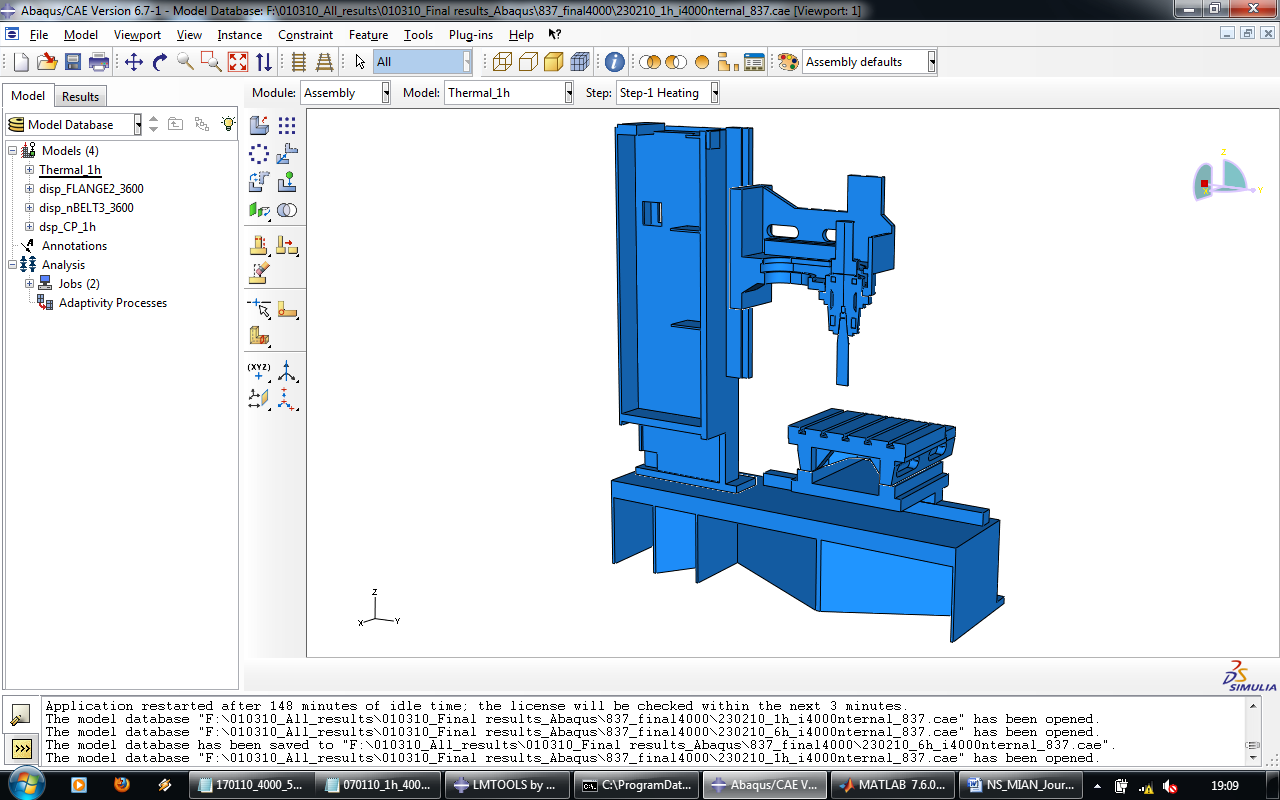 Abaqus/CAE Version 6.7-1 - Model Database: F:\010310_All_results\010310_Final results_Abaqus\837_final4000\230210_1h_i4000nternal_837.cae [Viewport: 1]
File Model Viewport View Instance Constraint Feature Tools Plug-ins Help
All
Assembly defaults
Model Results
Module: Assembly Model: Thermal_1h Step: Step-1 Heating
Model Database
Models (4)
Thermal_1h
disp_FLANGE2_3600
disp_nBELT3_3600
dsp_CP_1h
Annotations
Analysis
Jobs (2)
Adaptivity Processes
(XYZ)
Z
Y
X
Z
X Y
SIMULIA
Application restarted after 148 minutes of idle time; the license will be checked within the next 3 minutes.
The model database "F:\010310_All_results\010310_Final results_Abaqus\837_final4000\230210_1h_i4000nternal_837.cae" has been opened.
The model database "F:\010310_All_results\010310_Final results_Abaqus\837_final4000\230210_6h_i4000nternal_837.cae" has been opened.
The model database has been saved to "F:\010310_All_results\010310_Final results_Abaqus\837_final4000\230210_6h_i4000nternal_837.cae".
The model database "F:\010310_All_results\010310_Final results_Abaqus\837_final4000\230210_1h_i4000nternal_837.cae" has been opened.
>>>
170110_4000_5... 070110_1h_400... LMTOOLS by ... C:\ProgramDat... Abaqus/CAE V... MATLAB 7.6.0... NS_MIAN_Jour... 19:09